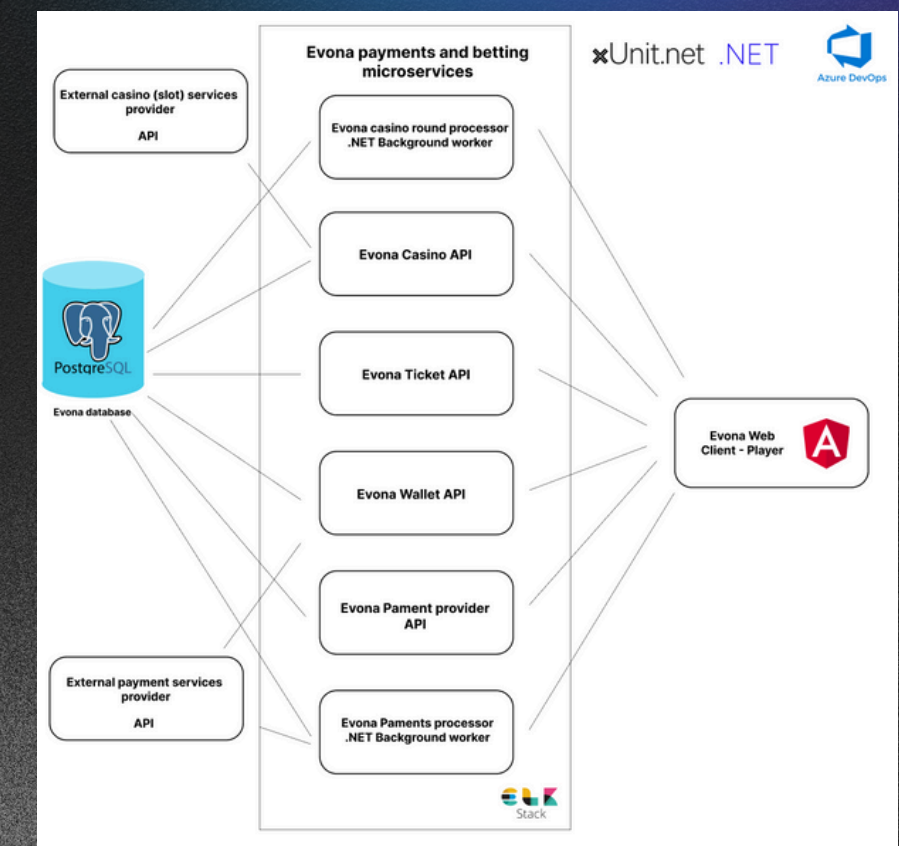 Evona payments and betting
microservices
xUnit.net .NET
Azure DevOps
External casino (slot) services
provider
API
Evona casino round processor
.NET Background worker
Evona Casino API
PostgreSQL
Evona database
Evona Ticket API
Evona Web
Client - Player
A
Evona Wallet API
Evona Pament provider
API
External payment services
provider
API
Evona Paments processor
.NET Background worker
ELK
Stack